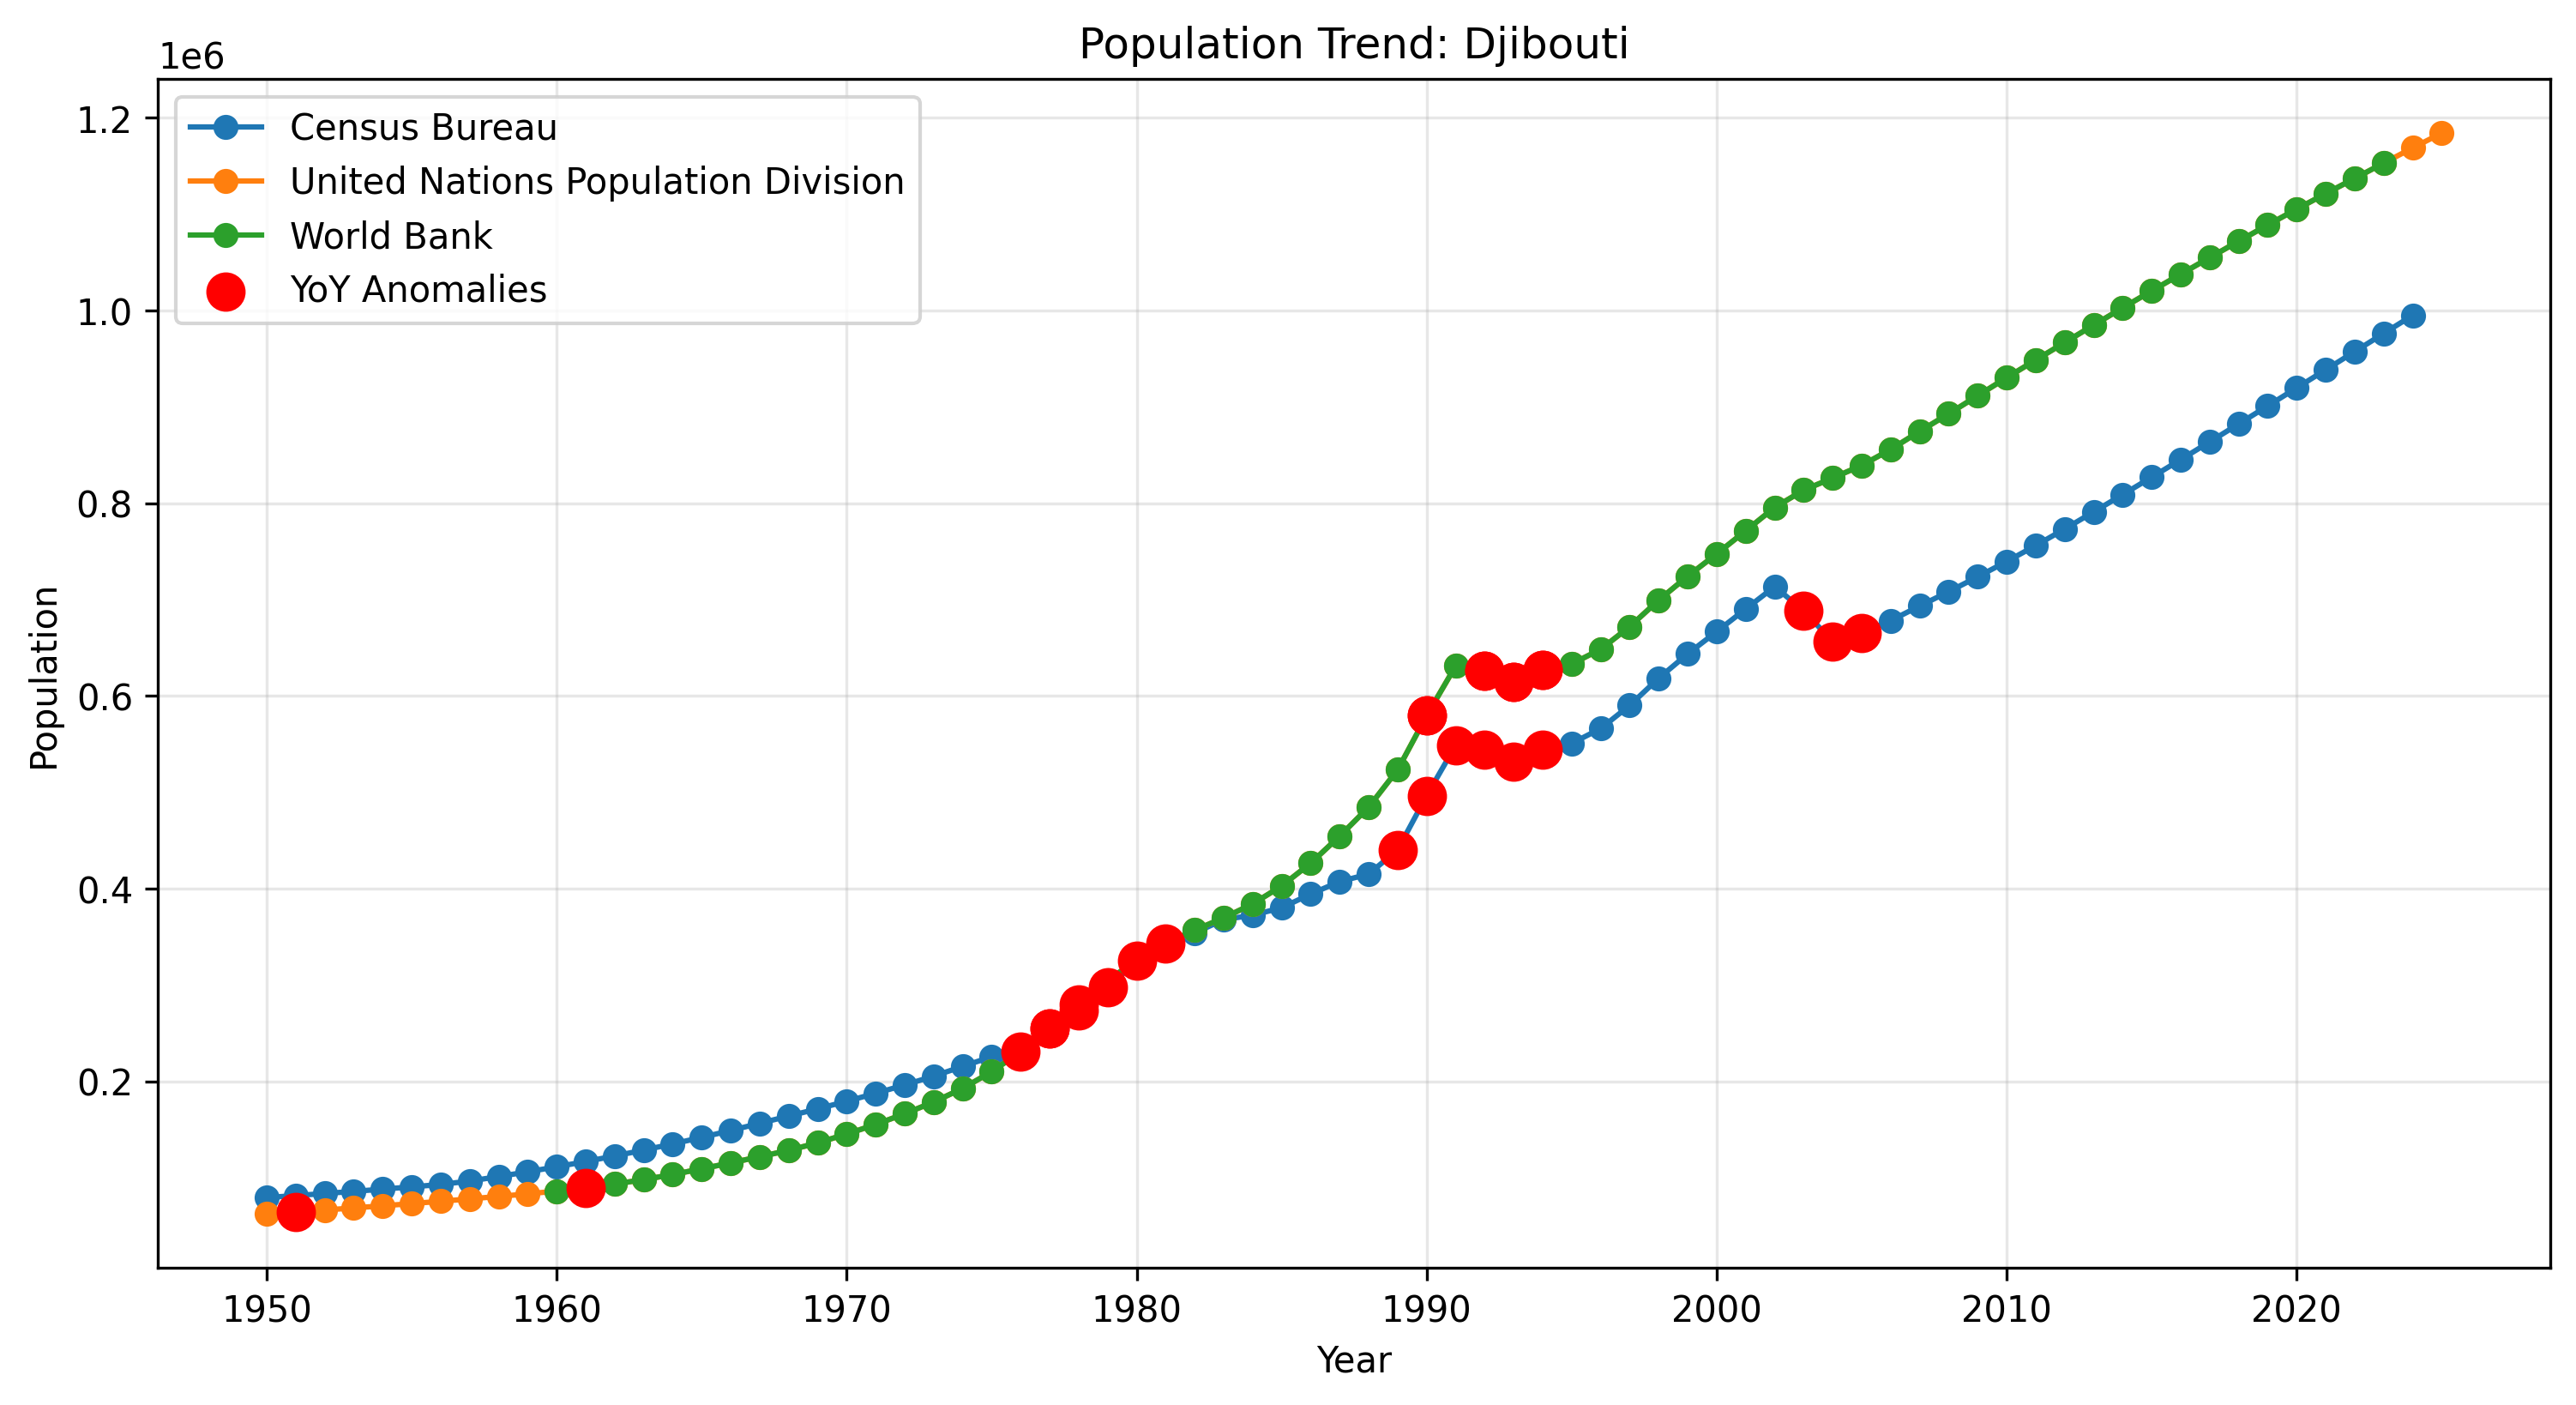 Population Trend: Djibouti
1e6
Census Bureau
United Nations Population Division
World Bank
YoY Anomalies
1.2
1.0
0.8
0.6
0.4
0.2
Population
1950 1960 1970 1980 1990 2000 2010 2020
Year